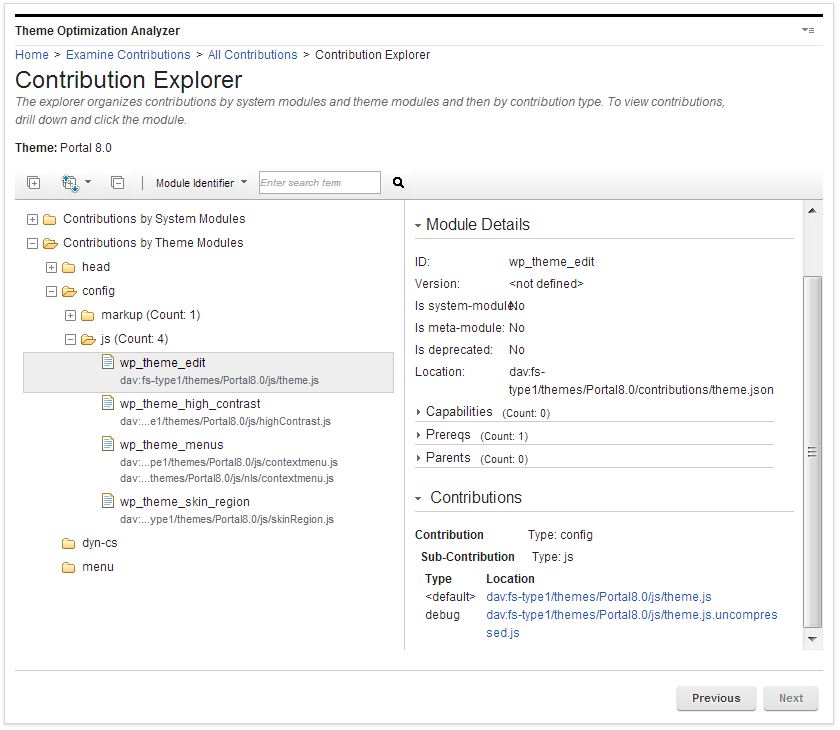 Theme Optimization Analyzer
Home > Examine Contributions > All Contributions > Contribution Explorer
Contribution Explorer
The explorer organizes contributions by system modules and theme modules and then by contribution type. To view contributions,
drill down and click the module.
Theme: Portal 8.0
Module Identifier
Enter search term
Contributions by System Modules
Contributions by Theme Modules
head
config
markup (Count: 1)
js (Count: 4)
wp_theme_edit
dav:fs-type1/themes/Portal8.0/js/theme.js
wp_theme_high_contrast
dav:...e1/themes/Portal8.0/js/highContrast.js
wp_theme_menus
dav:...pe1/themes/Portal8.0/js/contextmenu.js
dav:...themes/Portal8.0/js/nls/contextmenu.js
wp_theme_skin_region
dav:...ype1/themes/Portal8.0/js/skinRegion.js
dyn-cs
menu
Module Details
ID: wp_theme_edit
Version: <not defined>
Is system-module: No
Is meta-module: No
Is deprecated: No
Location: dav:fs-
type1/themes/Portal8.0/contributions/theme.json
Capabilities (Count: 0)
Prereqs (Count: 1)
Parents (Count: 0)
Contributions
Contribution Type: config
Sub-Contribution Type: js
Type Location
<default> dav:fs-type1/themes/Portal8.0/js/theme.js
debug dav:fs-type1/themes/Portal8.0/js/theme.js.uncompres
sed.js
Previous Next